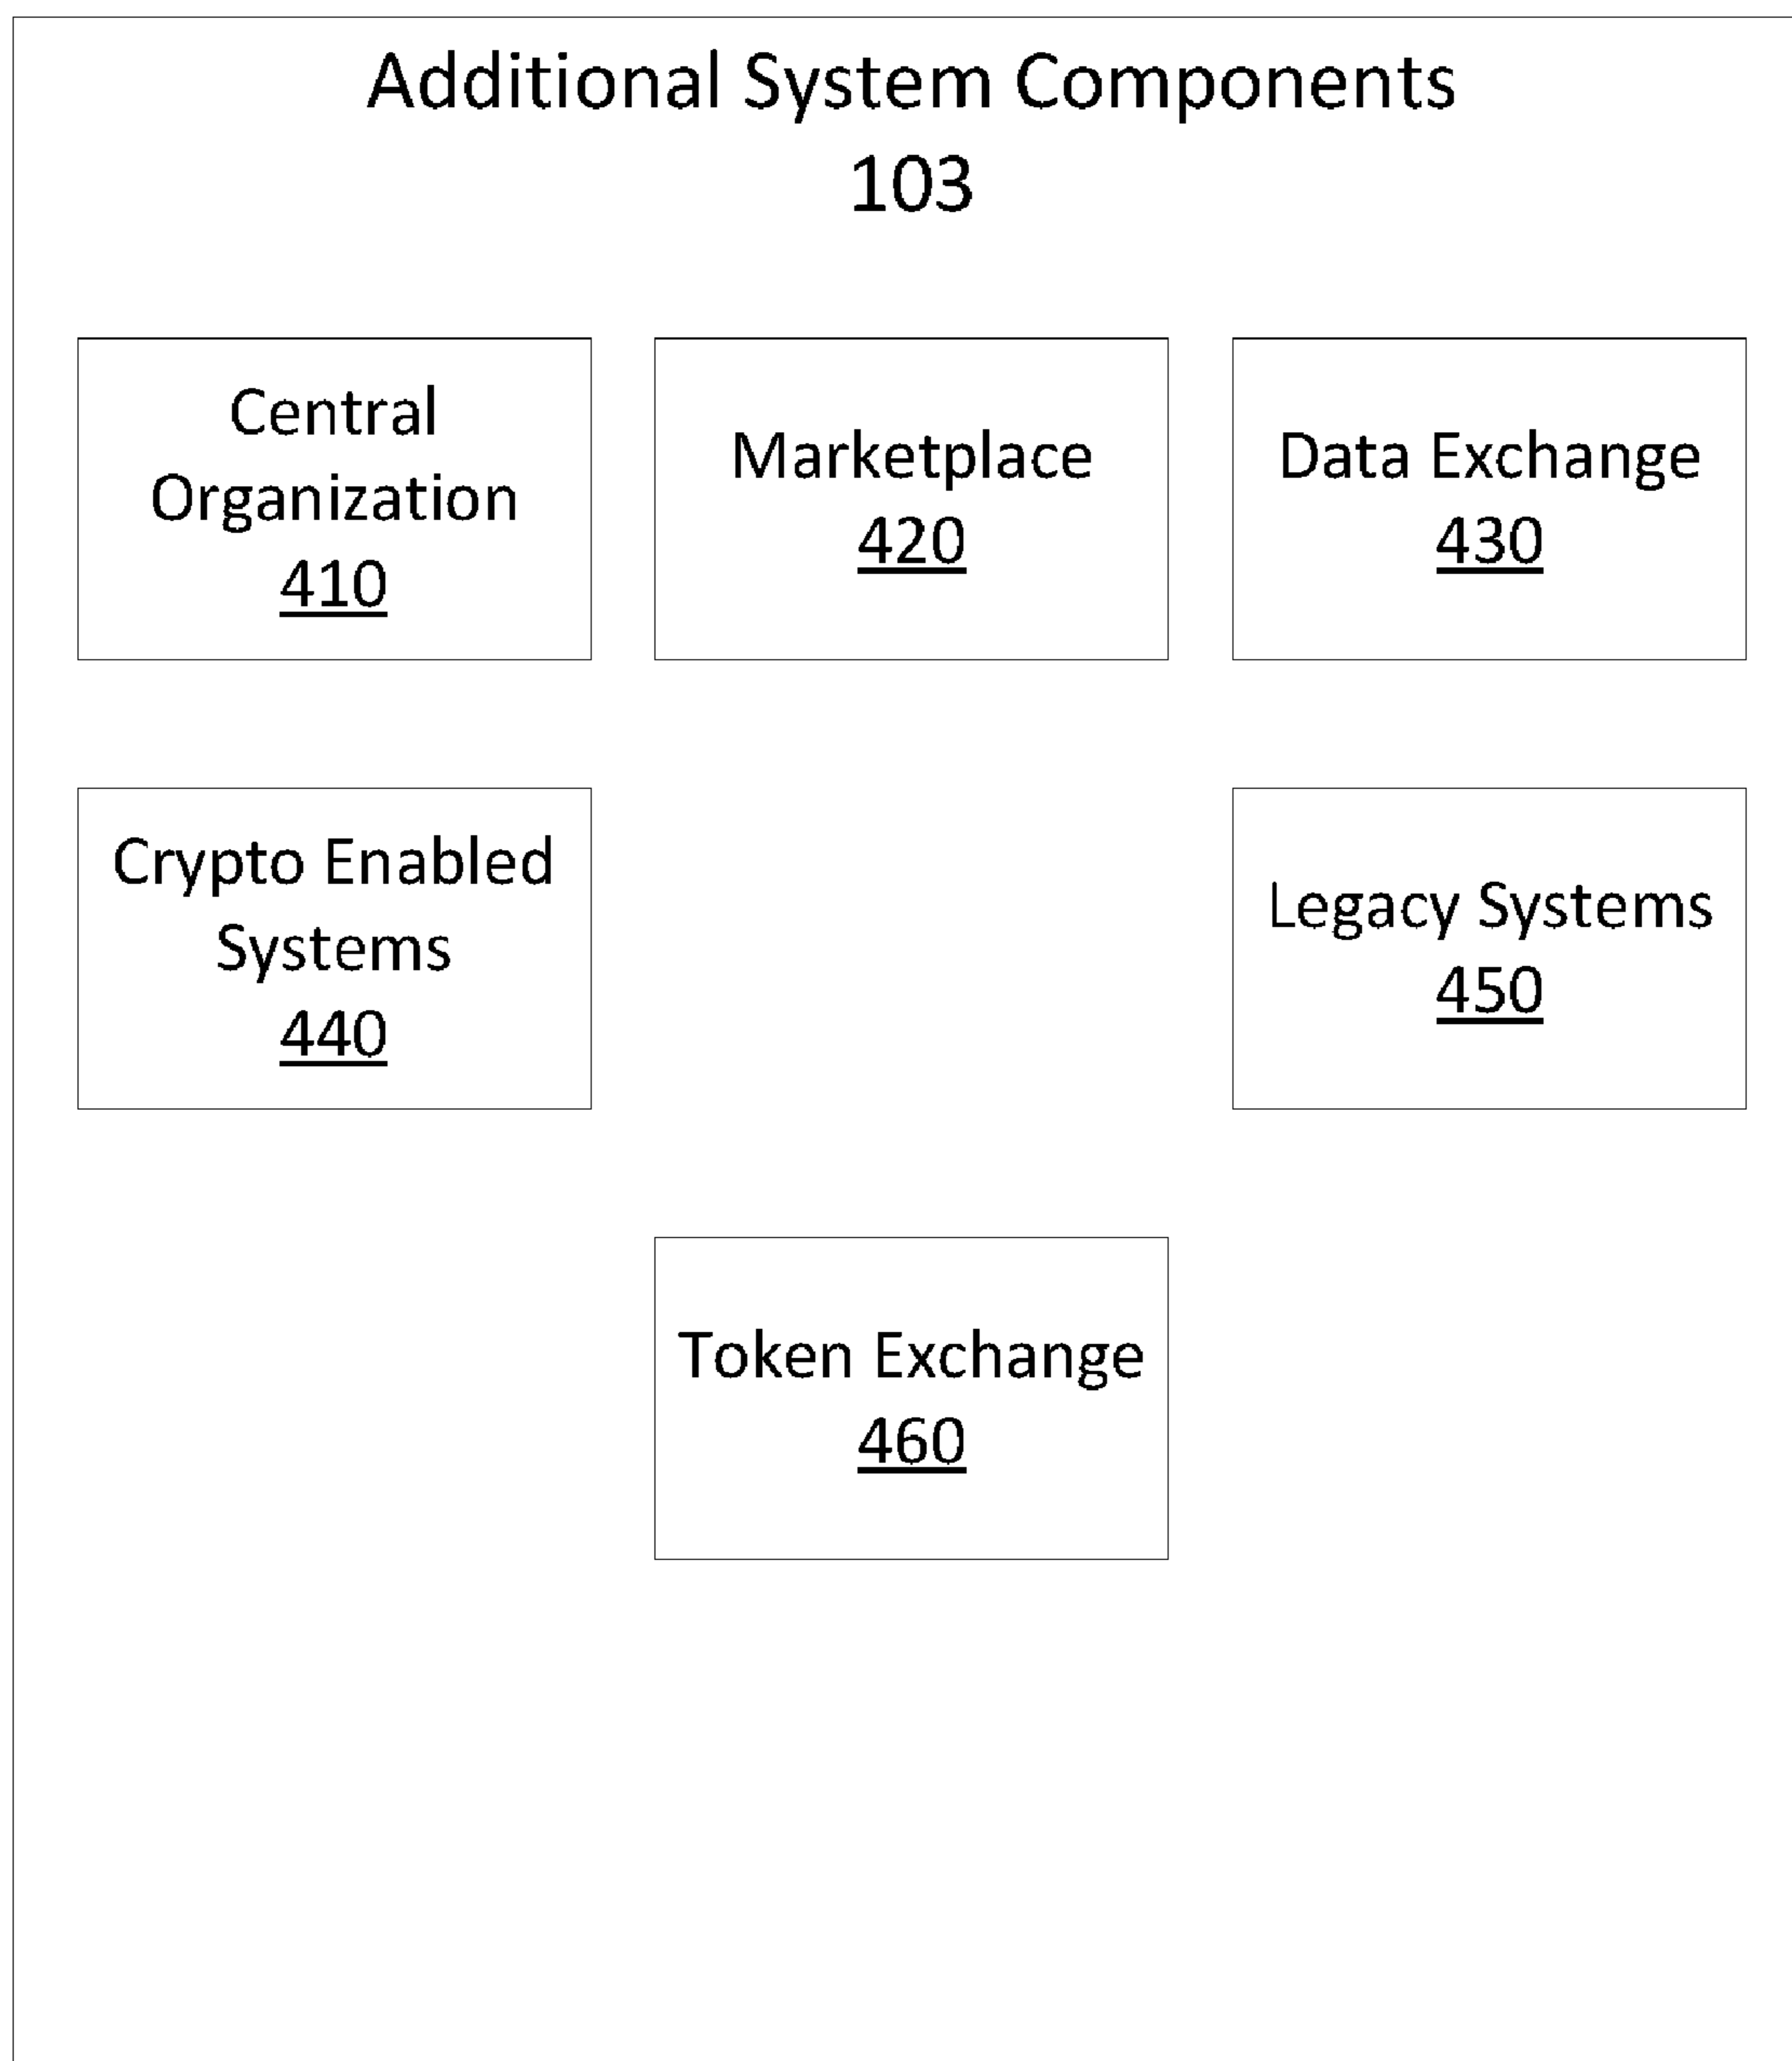 Additional System Components
103
Central
Organization
410
Marketplace
420
Data Exchange
430
Crypto Enabled
Systems
440
Legacy Systems
450
Token Exchange
460